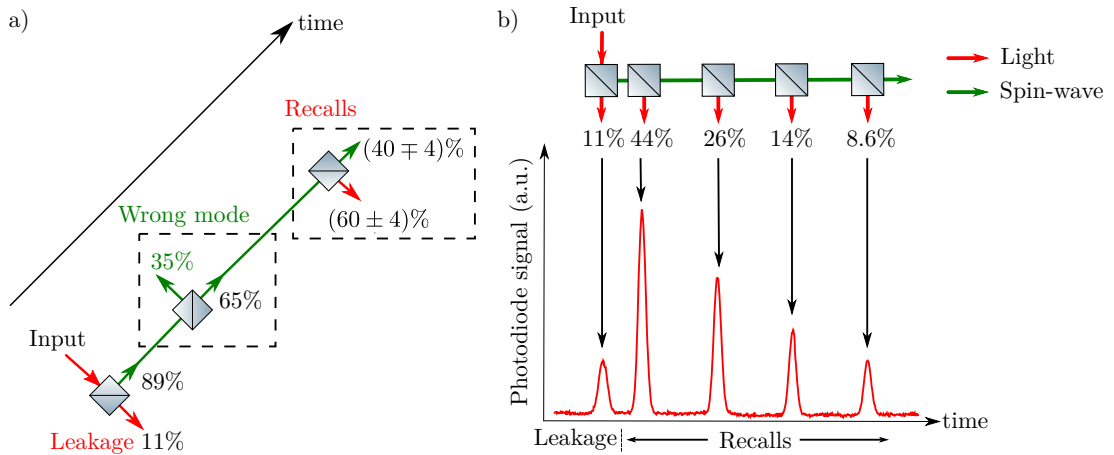 a)
time
Recalls
(40 ∓ 4)%
(60 ± 4)%
Wrong mode
35%
65%
Input
89%
Leakage 11%
b)
Input
Light
Spin-wave
11% 44% 26% 14% 8.6%
Photodiode signal (a.u.)
time
Leakage Recalls